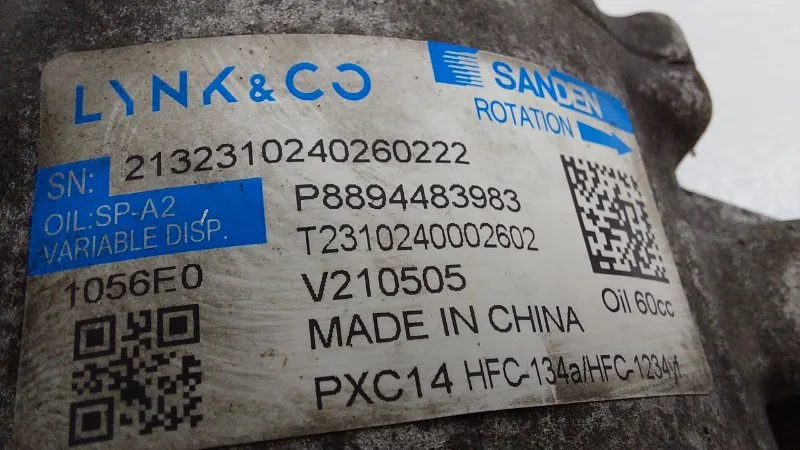 LYNK & CO
SANDEN
ROTATION
SN: 2132310240260222
OIL:SP-A2
VARIABLE DISP.
P8894483983
T2310240002602
1056E0
V210505
Oil 60cc
MADE IN CHINA
PXC14 HFC-134a/HFC-1234yf